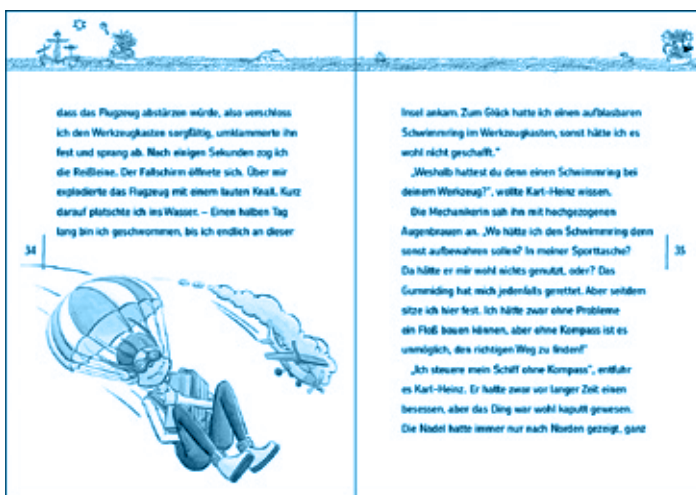 dass das Flugzeug abstürzen würde, also verschloss
ich den Werkzeugkasten sorgfältig, umklammerte ihn
fest und sprang ab. Nach einigen Sekunden zog ich
die Reißleine. Der Fallschirm öffnete sich. Über mir
explodierte das Flugzeug mit einem lauten Knall. Kurz
darauf platschte ich ins Wasser. – Einen halben Tag
lang bin ich geschwommen, bis ich endlich an dieser
34
Insel ankam. Zum Glück hatte ich einen aufblasbaren
Schwimmring im Werkzeugkasten, sonst hätte ich es
wohl nicht geschafft.“
„Weshalb hattest du denn einen Schwimmring bei
deinem Werkzeug?“, wollte Karl-Heinz wissen.
Die Mechanikerin sah ihn mit hochgezogenen
Augenbrauen an. „Wo hätte ich den Schwimmring denn
sonst aufbewahren sollen? In meiner Sporttasche?
Da hätte er mir wohl nichts genutzt, oder? Das
Gummiding hat mich jedenfalls gerettet. Aber seitdem
sitze ich hier fest. Ich hätte zwar ohne Probleme
ein Floß bauen können, aber ohne Kompass ist es
unmöglich, den richtigen Weg zu finden!“
„Ich steuere mein Schiff ohne Kompass“, entfuhr
es Karl-Heinz. Er hatte zwar vor langer Zeit einen
besessen, aber das Ding war wohl kaputt gewesen.
Die Nadel hatte immer nur nach Norden gezeigt, ganz
35